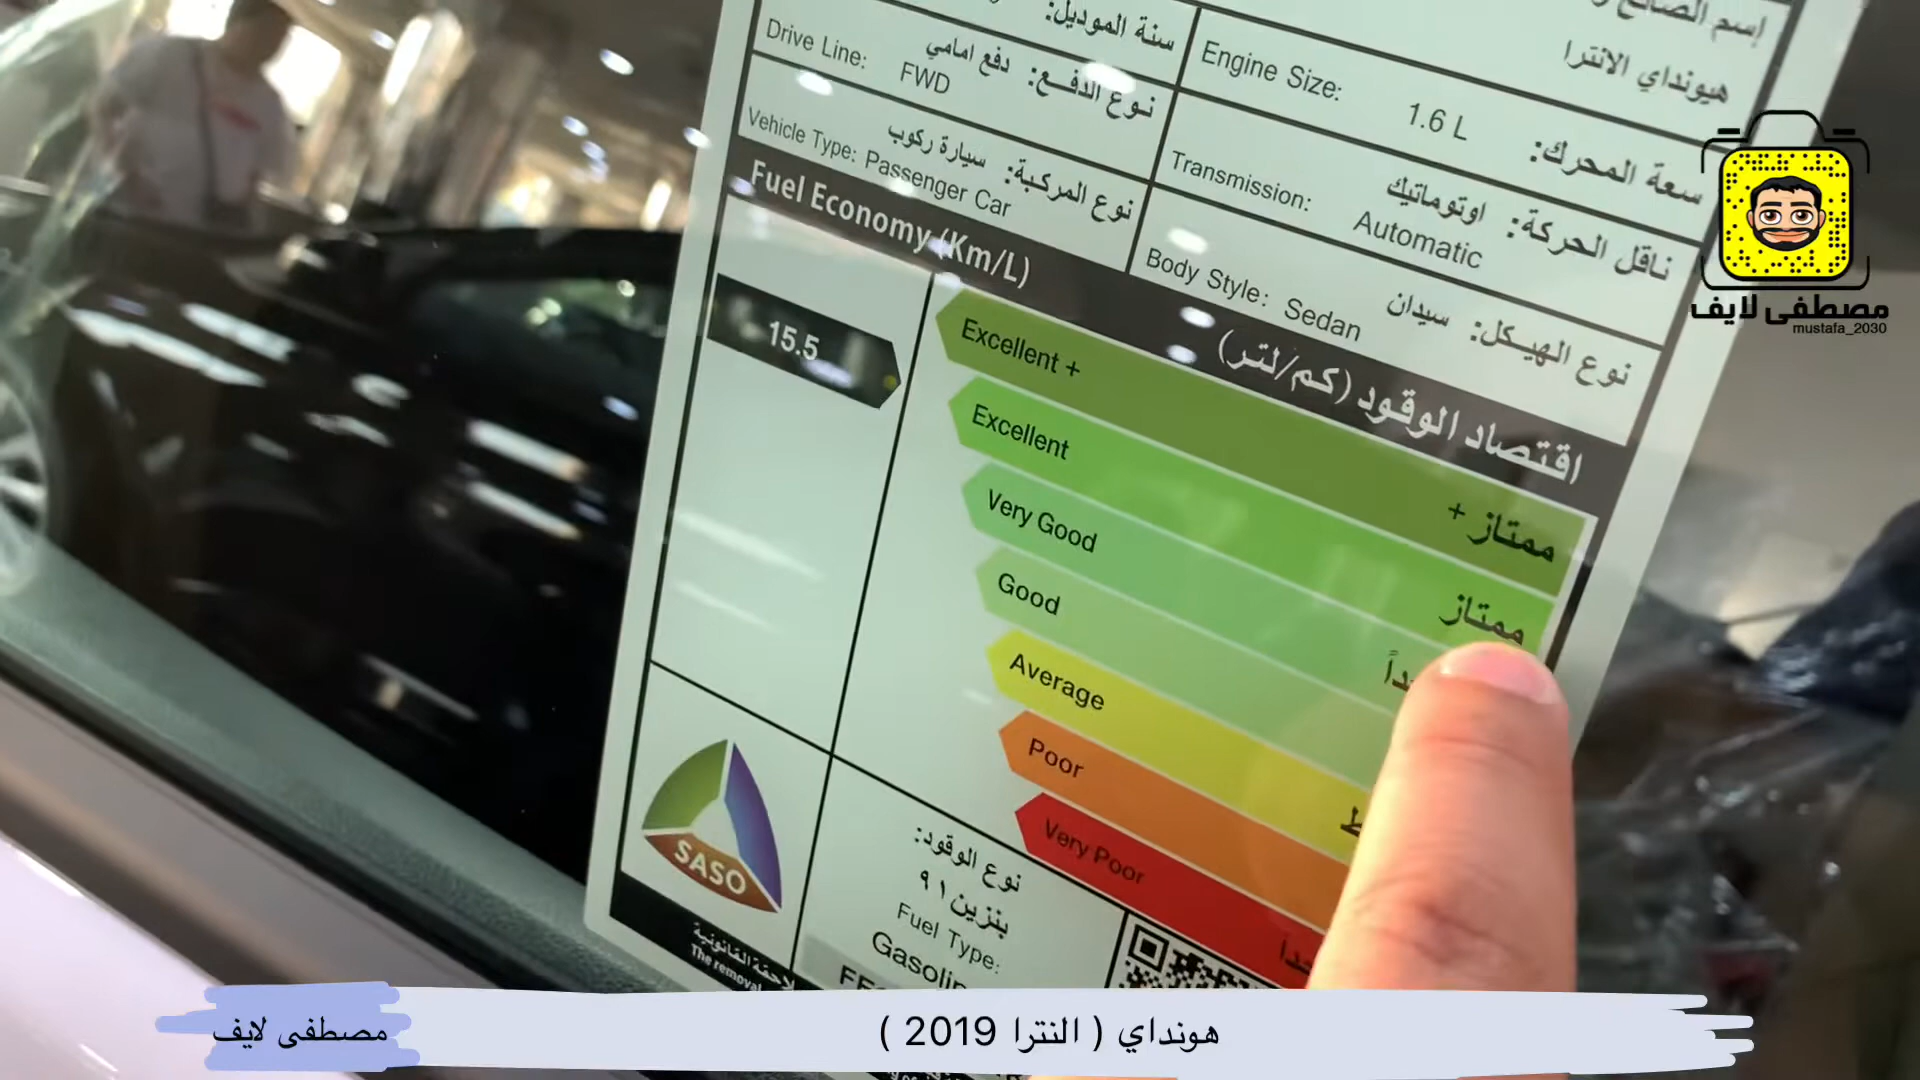 إسم الصانع
هيونداي الانترا
سنة الموديل:
Engine Size: 1.6 L سعة المحرك:
Drive Line: FWD دفع امامي نوع الدفع:
Transmission: Automatic اوتوماتيك ناقل الحركة:
Vehicle Type: Passenger Car سيارة ركوب نوع المركبة:
Body Style: Sedan سيدان نوع الهيكل:
Fuel Economy (Km/L) اقتصاد الوقود (كم/لتر)
15.5
Excellent + ممتاز +
Excellent ممتاز
Very Good
Good
Average
Poor
Very Poor
SASO
نوع الوقود:
بنزين ٩١
Fuel Type:
The removal
مصطفى لايف
mustafa_2030
هونداي ( النترا 2019 )
مصطفى لايف